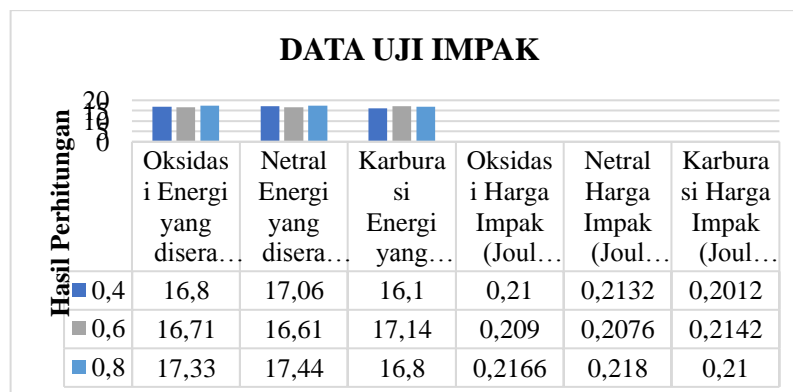 DATA UJI IMPAK
Hasil Perhitungan
20
15
10
5
0
Oksidas
i Energi
yang
disera…
Netral
Energi
yang
disera…
Karbura
si
Energi
yang…
Oksidas
i Harga
Impak
(Joul…
Netral
Harga
Impak
(Joul…
Karbura
si Harga
Impak
(Joul…
0,4 16,8 17,06 16,1 0,21 0,2132 0,2012
0,6 16,71 16,61 17,14 0,209 0,2076 0,2142
0,8 17,33 17,44 16,8 0,2166 0,218 0,21